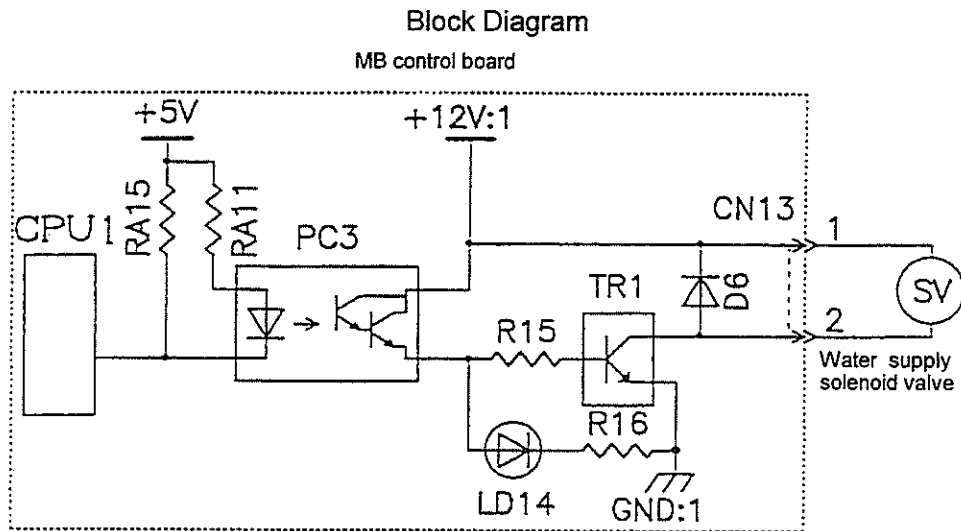 Block Diagram
MB control board
+5V
+12V:1
CPU1
RA15
RA11
PC3
CN13
1
SV
2
D6
TR1
R15
Water supply
solenoid valve
R16
LD14
GND:1